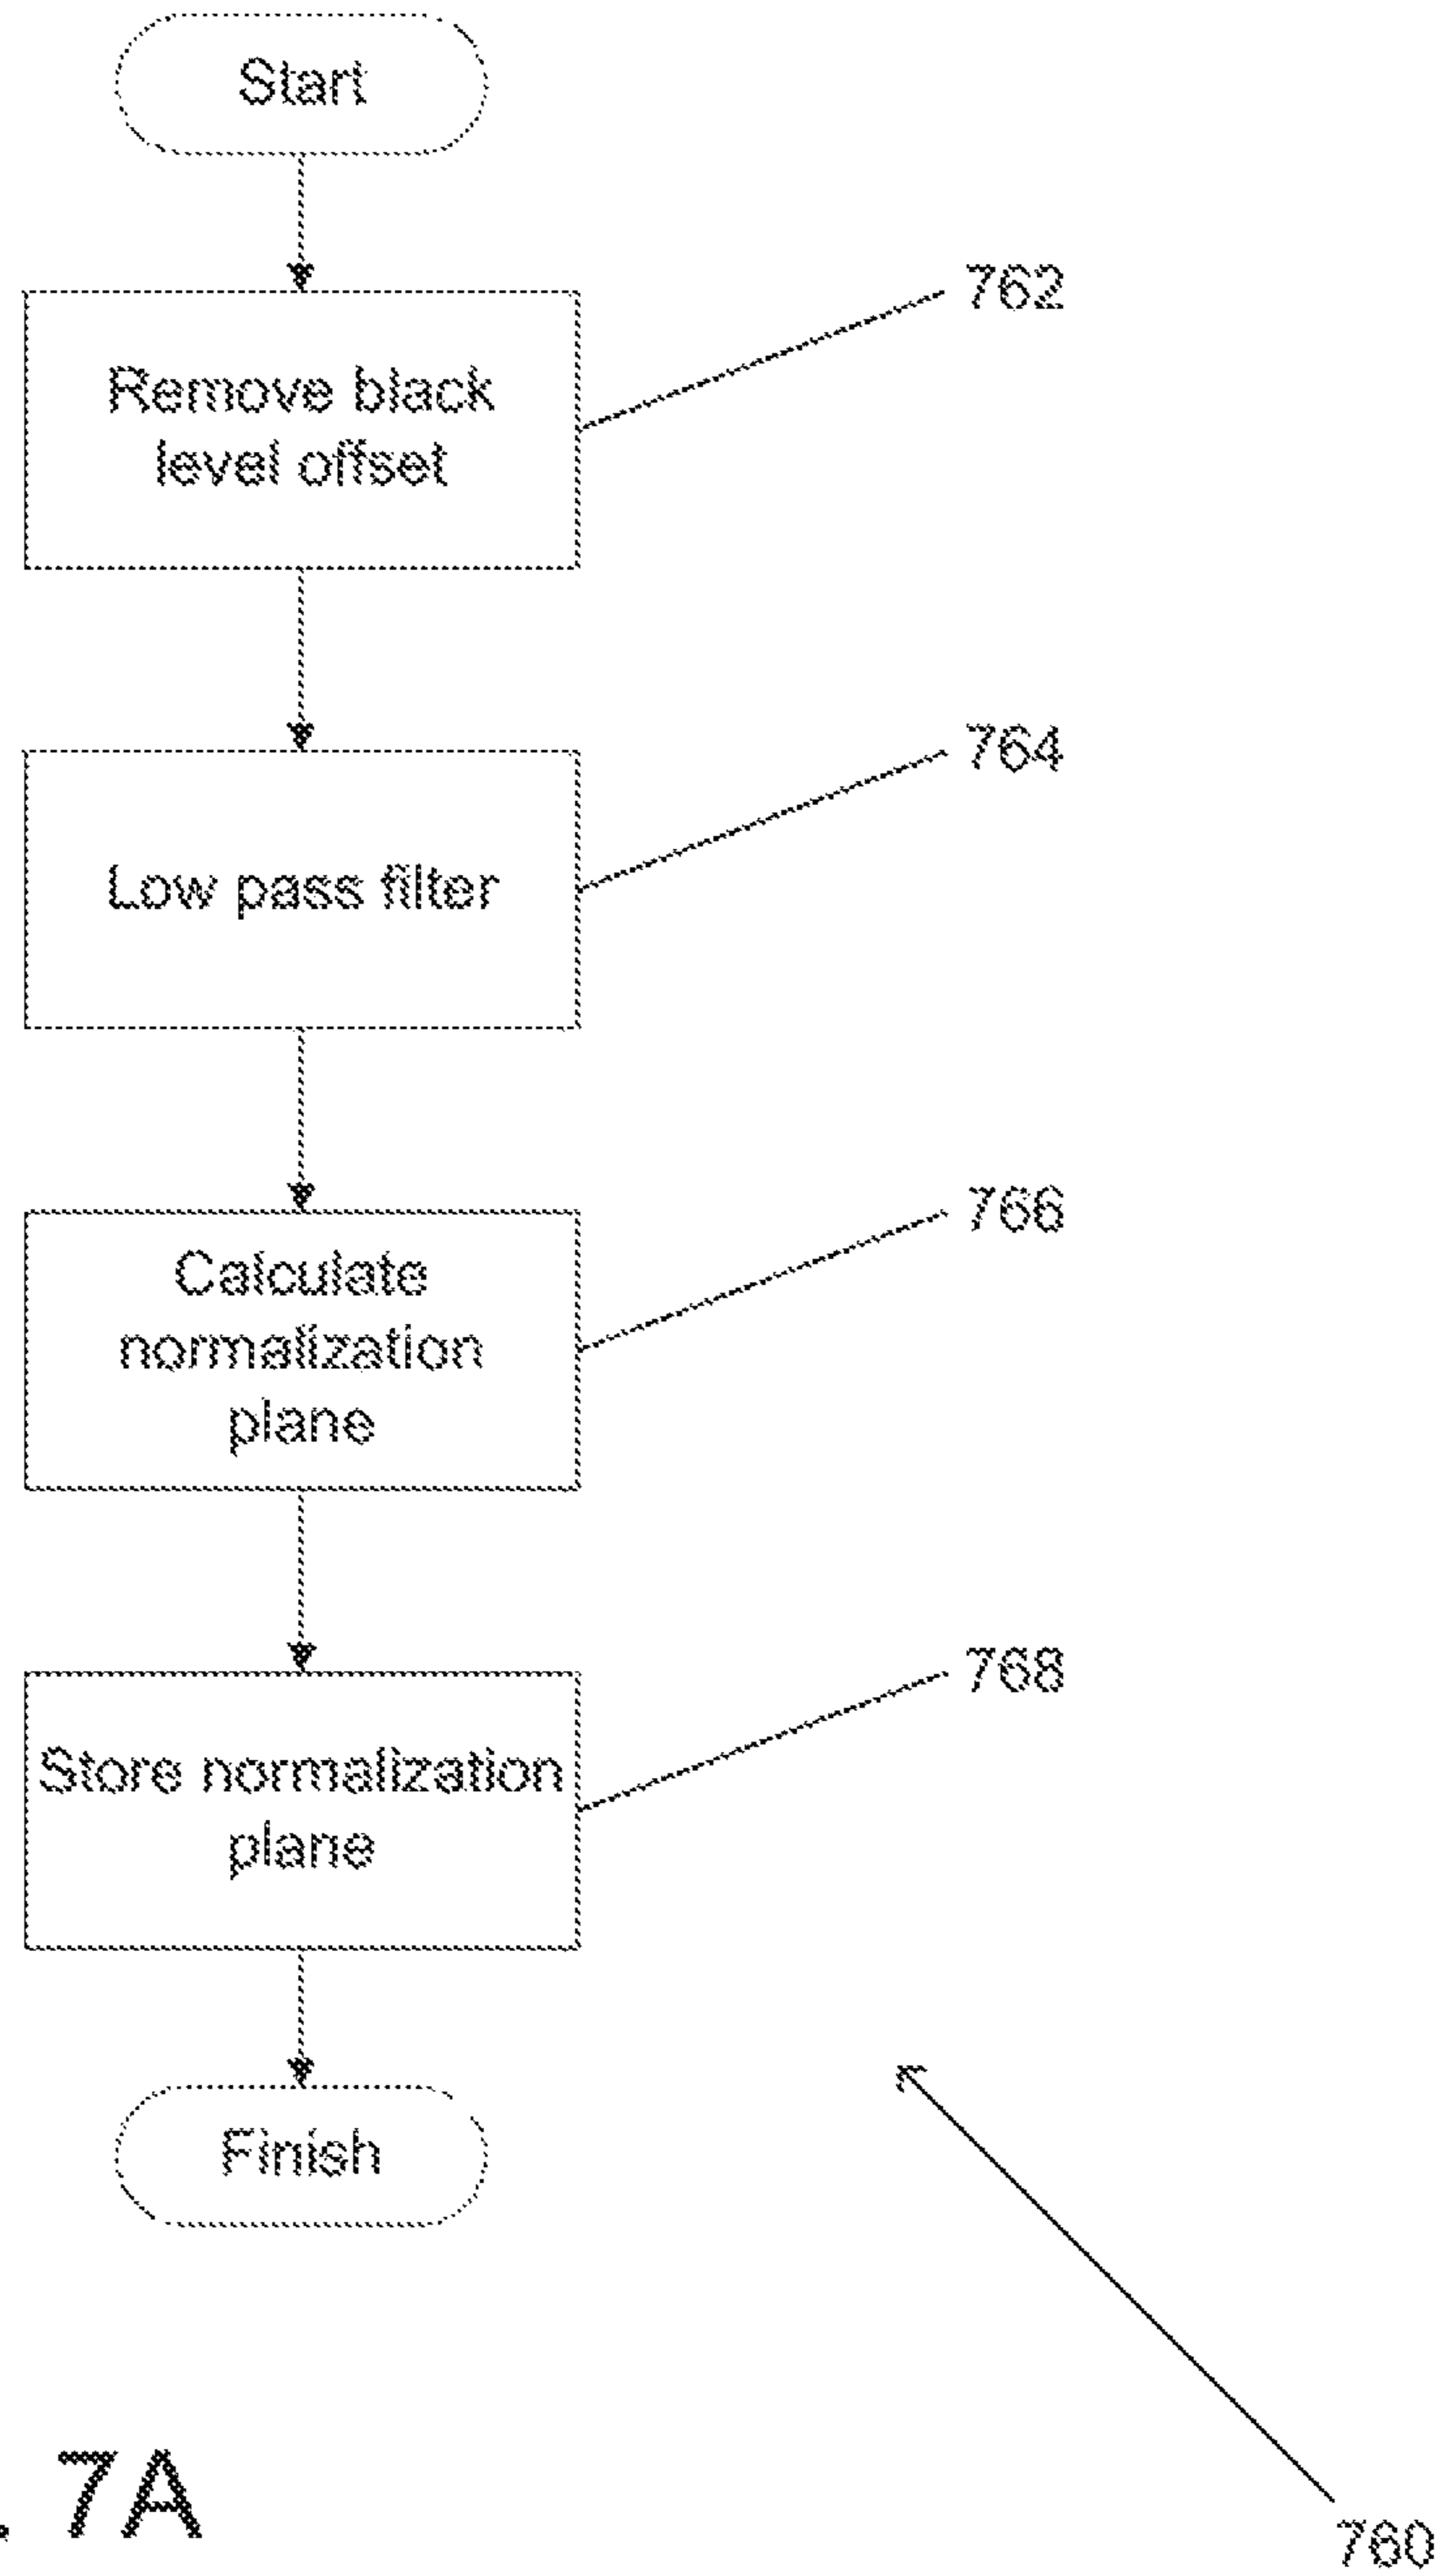 Start
Remove black
level offset
762
Low pass filter
764
Calculate
normalization
plane
766
Store normalization
plane
768
Finish
7A
760